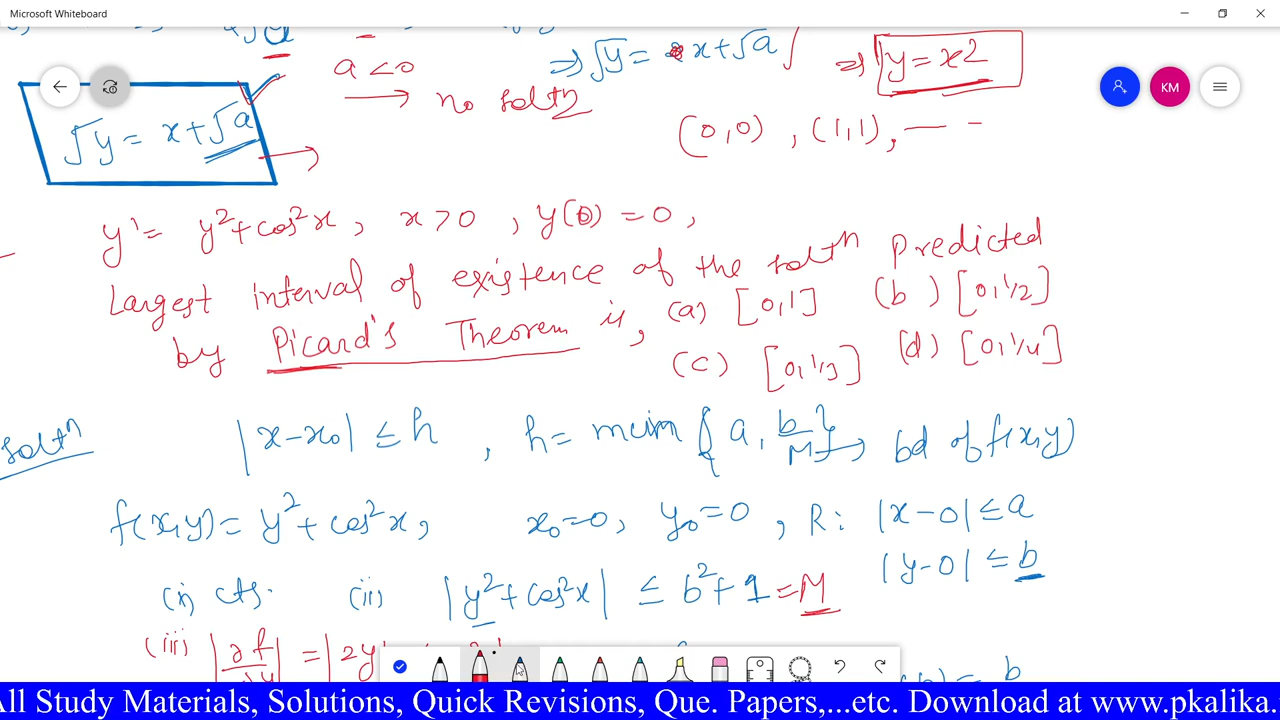 Microsoft Whiteboard
a < 0
⇒ √y = x + √a
⇒ y = x²
→ no soltⁿ
√y = x + √a
(0,0) , (1,1), — –
KM
y' = y² + cos²x , x > 0 , y(0) = 0,
Largest interval of existence of the soltⁿ Predicted
by Picard's Theorem is, (a) [0,1] (b) [0,1/2]
(c) [0,1/3] (d) [0,1/4]
soltⁿ |x-x₀| ≤ h , h = min { a, b/M } → bd of f(x,y)
f(x,y) = y² + cos²x, x₀=0, y₀=0 , R: |x-0| ≤ a
|y-0| ≤ b
(i) cts. (ii) |y² + cos²x| ≤ b² + 1 = M
(iii) |∂f/∂y| = |2y|
All Study Materials, Solutions, Quick Revisions, Que. Papers,...etc. Download at www.pkalika.